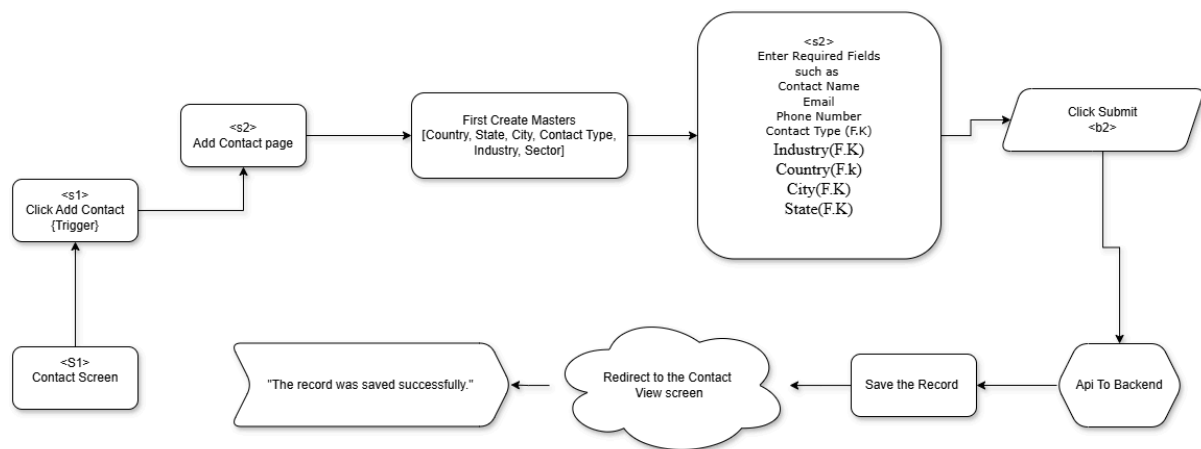 <S1>
Contact Screen
<s1>
Click Add Contact
{Trigger}
<s2>
Add Contact page
First Create Masters
[Country, State, City, Contact Type,
Industry, Sector]
<s2>
Enter Required Fields
such as
Contact Name
Email
Phone Number
Contact Type (F.K)
Industry(F.K)
Country(F.k)
City(F.K)
State(F.K)
Click Submit
<b2>
Api To Backend
Save the Record
Redirect to the Contact
View screen
"The record was saved successfully."